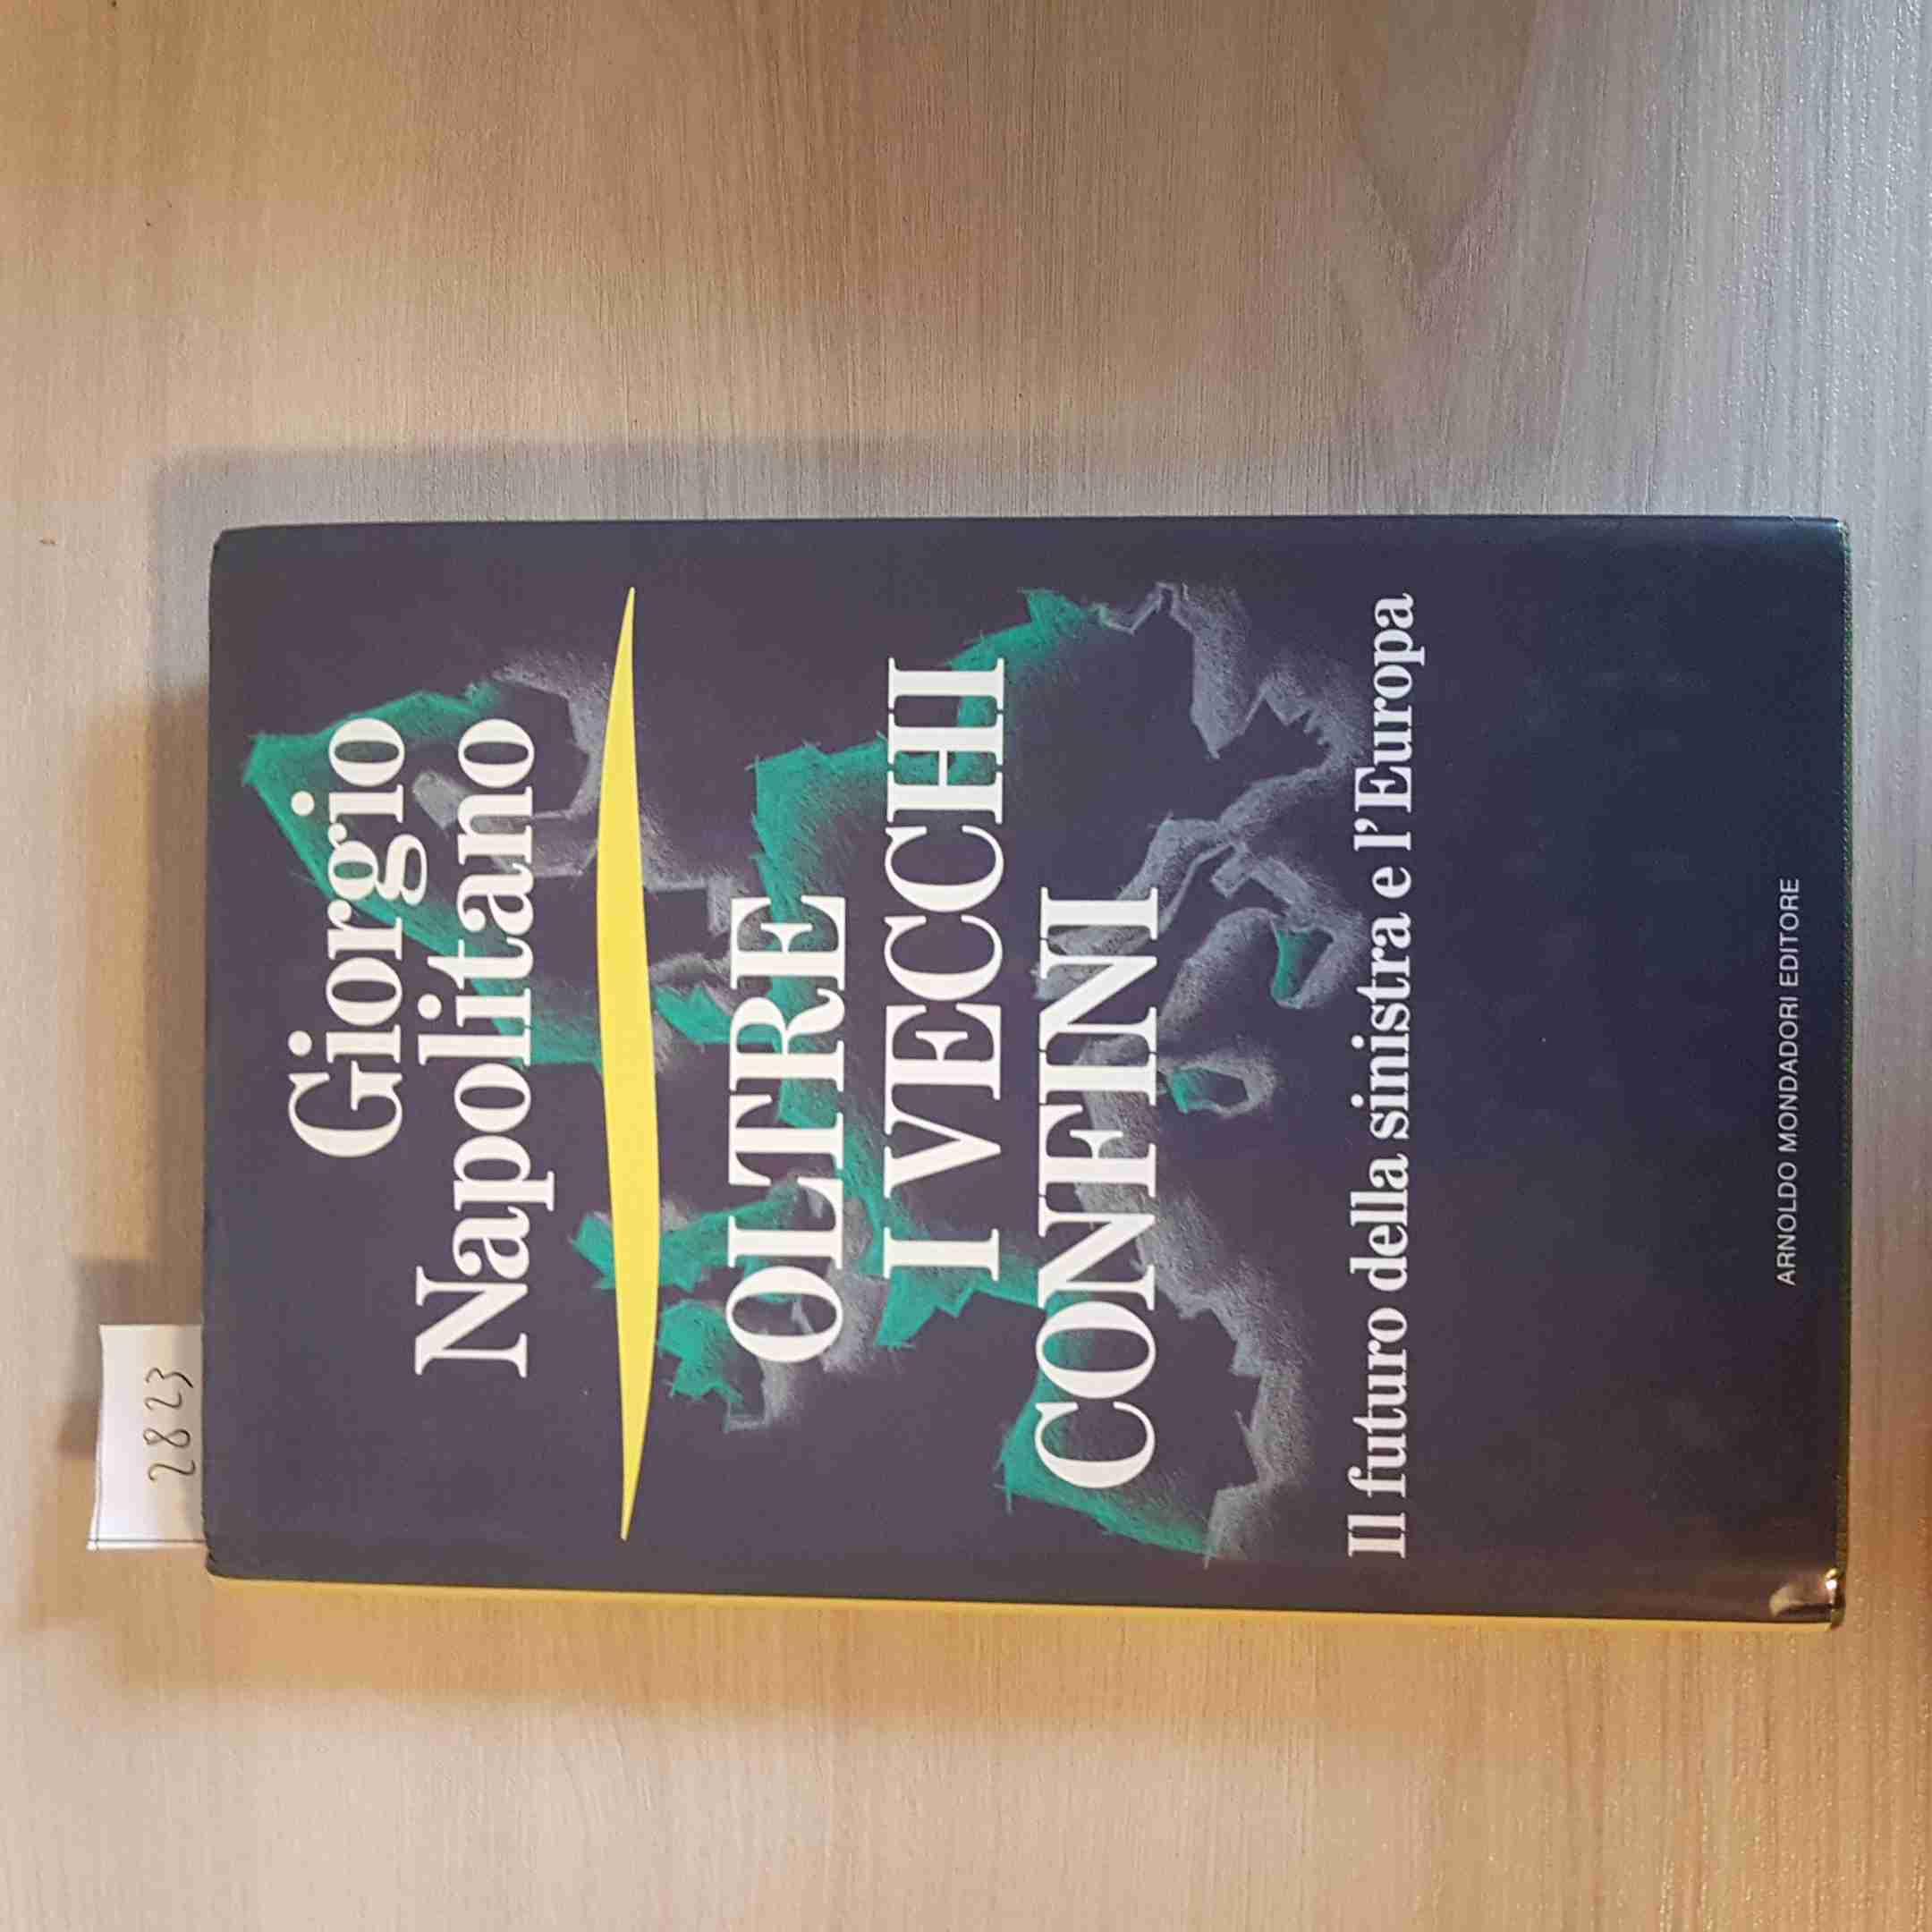 2823
Giorgio
Napolitano
OLTRE
I VECCHI
CONFINI
Il futuro della sinistra e l'Europa
ARNOLDO MONDADORI EDITORE